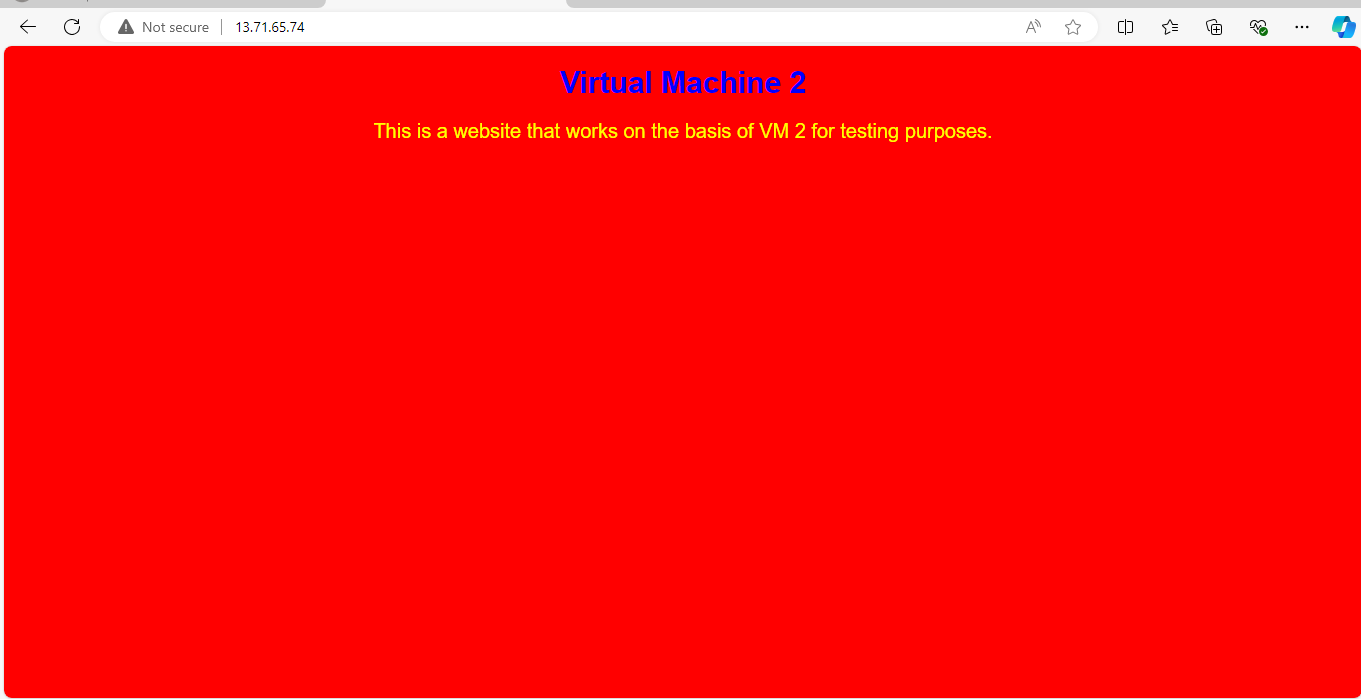 Not secure 13.71.65.74
Virtual Machine 2
This is a website that works on the basis of VM 2 for testing purposes.